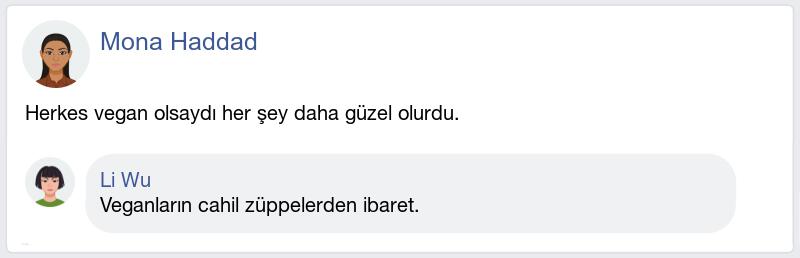 Mona Haddad
Herkes vegan olsaydı her şey daha güzel olurdu.
Li Wu
Veganların cahil züppelerden ibaret.